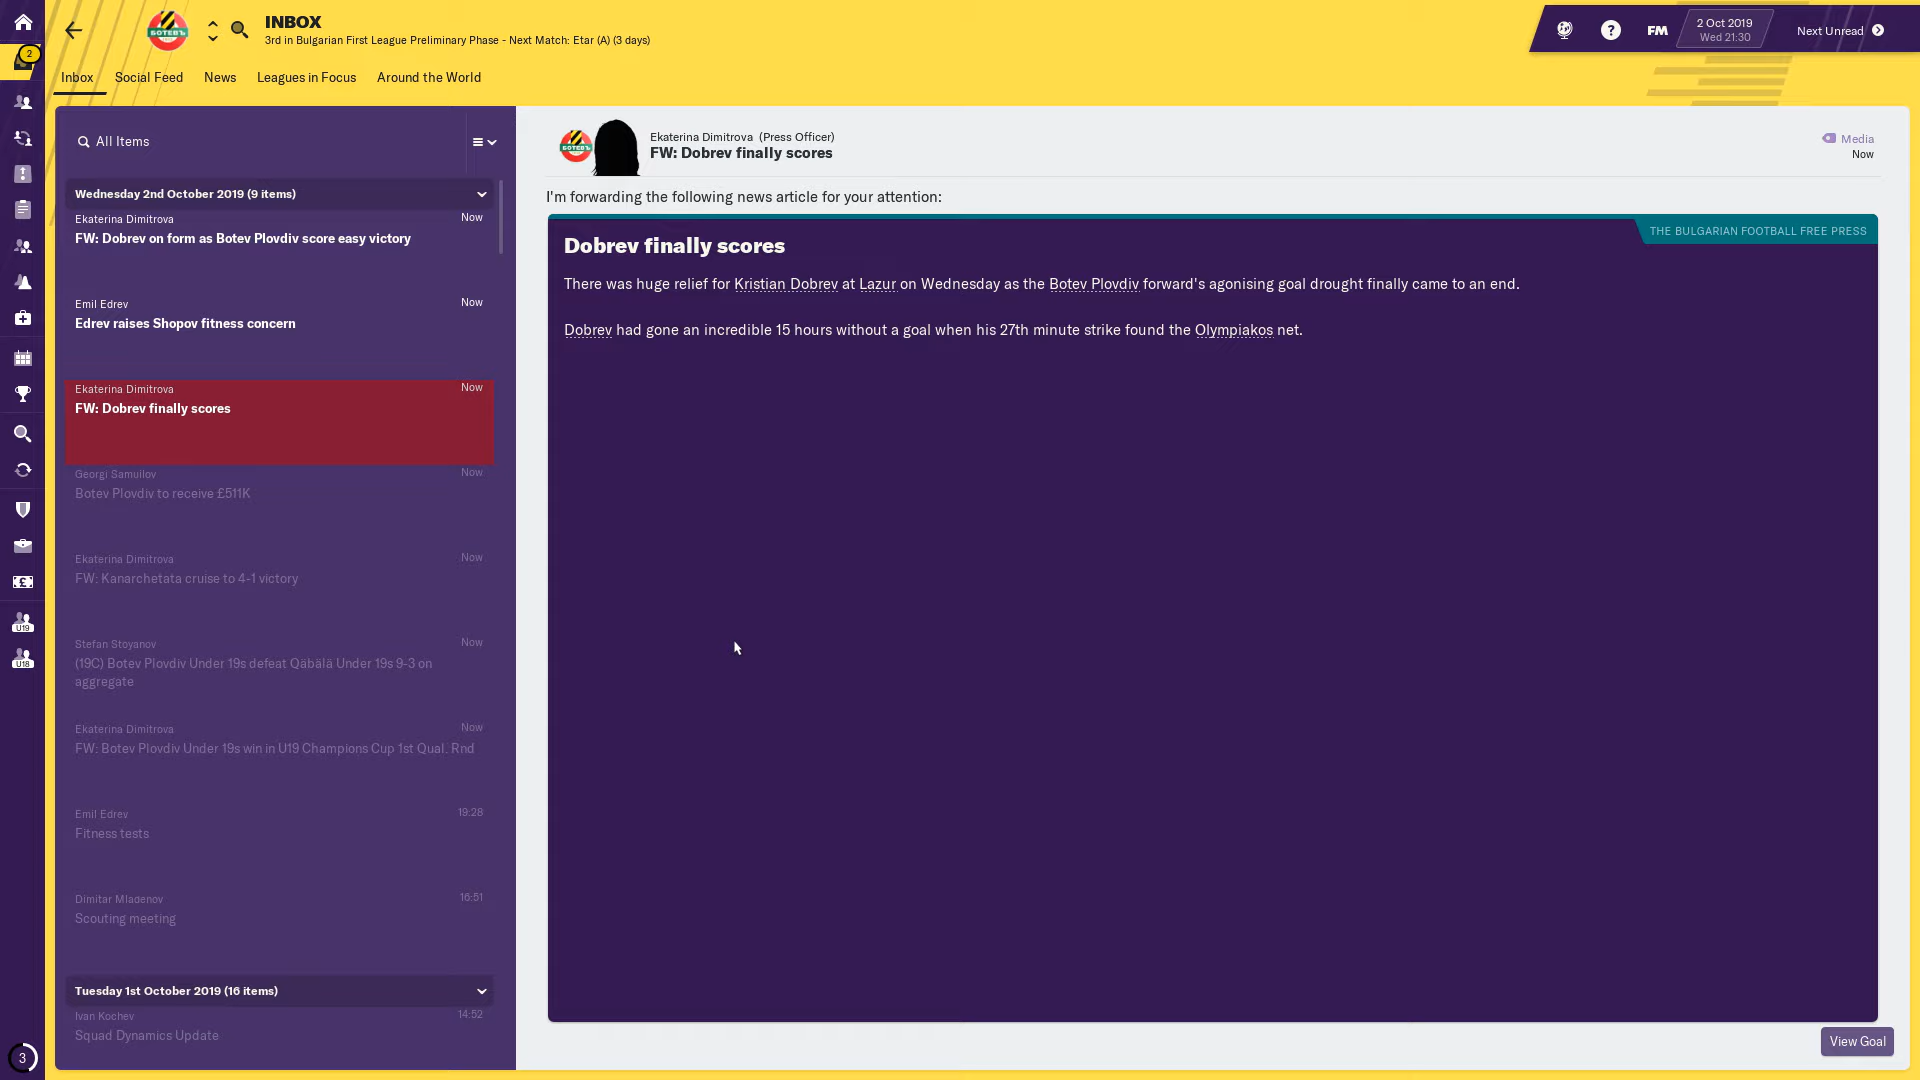 INBOX
3rd in Bulgarian First League Preliminary Phase - Next Match: Etar (A) (3 days)
2
БОТЕВЪ
FM
2 Oct 2019
Wed 21:30
Next Unread
Inbox
Social Feed
News
Leagues in Focus
Around the World
All Items
Wednesday 2nd October 2019 (9 items)
Ekaterina Dimitrova
Now
FW: Dobrev on form as Botev Plovdiv score easy victory
Emil Edrev
Now
Edrev raises Shopov fitness concern
Ekaterina Dimitrova
Now
FW: Dobrev finally scores
Georgi Samuilov
Now
Botev Plovdiv to receive £511K
Ekaterina Dimitrova
Now
FW: Kanarchetata cruise to 4-1 victory
Stefan Stoyanov
Now
(19C) Botev Plovdiv Under 19s defeat Qäbälä Under 19s 9-3 on
aggregate
Ekaterina Dimitrova
Now
FW: Botev Plovdiv Under 19s win in U19 Champions Cup 1st Qual. Rnd
Emil Edrev
19:28
Fitness tests
Dimitar Mladenov
16:51
Scouting meeting
Tuesday 1st October 2019 (16 items)
Ivan Kochev
14:52
Squad Dynamics Update
U19
U18
3
БОТЕВЪ
Ekaterina Dimitrova (Press Officer)
FW: Dobrev finally scores
Media
Now
I'm forwarding the following news article for your attention:
THE BULGARIAN FOOTBALL FREE PRESS
Dobrev finally scores
There was huge relief for Kristian Dobrev at Lazur on Wednesday as the Botev Plovdiv forward's agonising goal drought finally came to an end.
Dobrev had gone an incredible 15 hours without a goal when his 27th minute strike found the Olympiakos net.
View Goal